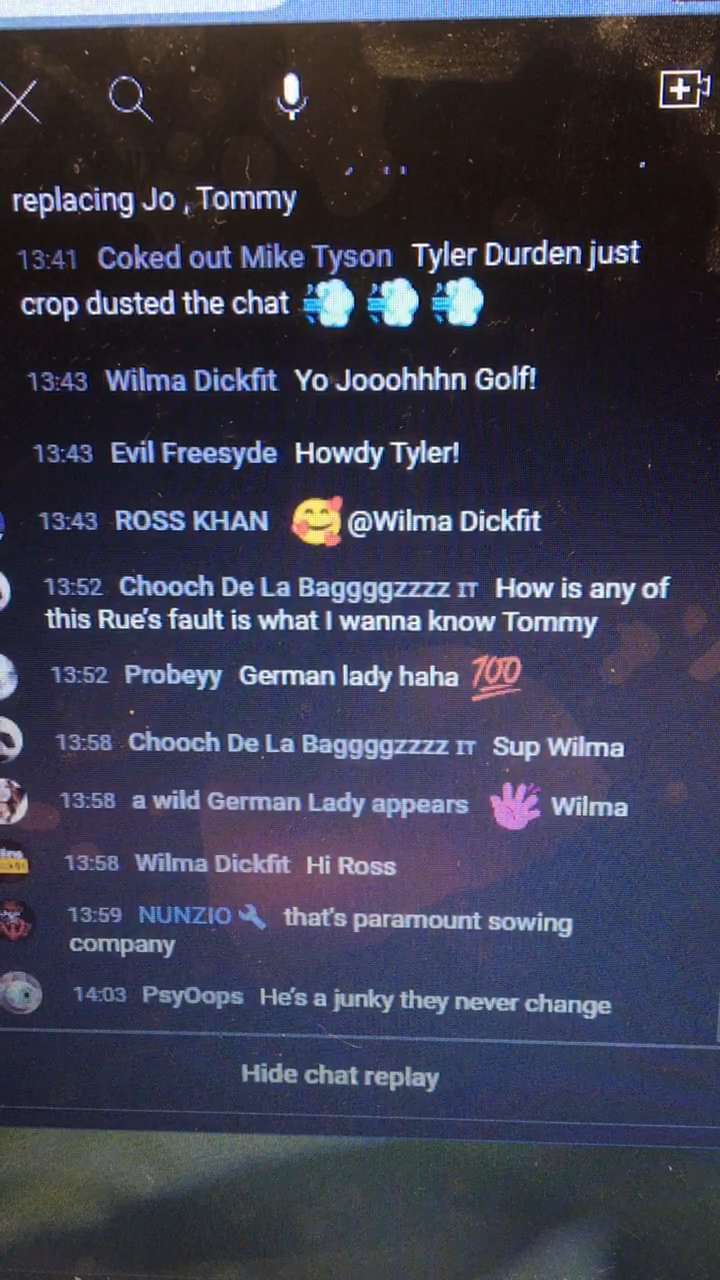 replacing Jo , Tommy
13:41 Coked out Mike Tyson Tyler Durden just
crop dusted the chat 💨 💨 💨
13:43 Wilma Dickfit Yo Jooohhhn Golf!
13:43 Evil Freesyde Howdy Tyler!
13:43 ROSS KHAN 🥰 @Wilma Dickfit
13:52 Chooch De La Baggggzzzz IT How is any of
this Rue's fault is what I wanna know Tommy
13:52 Probeyy German lady haha 💯
13:58 Chooch De La Baggggzzzz IT Sup Wilma
13:58 a wild German Lady appears 👋 Wilma
13:58 Wilma Dickfit Hi Ross
13:59 NUNZIO 🔧 that's paramount sowing
company
14:03 PsyOops He's a junky they never change
Hide chat replay